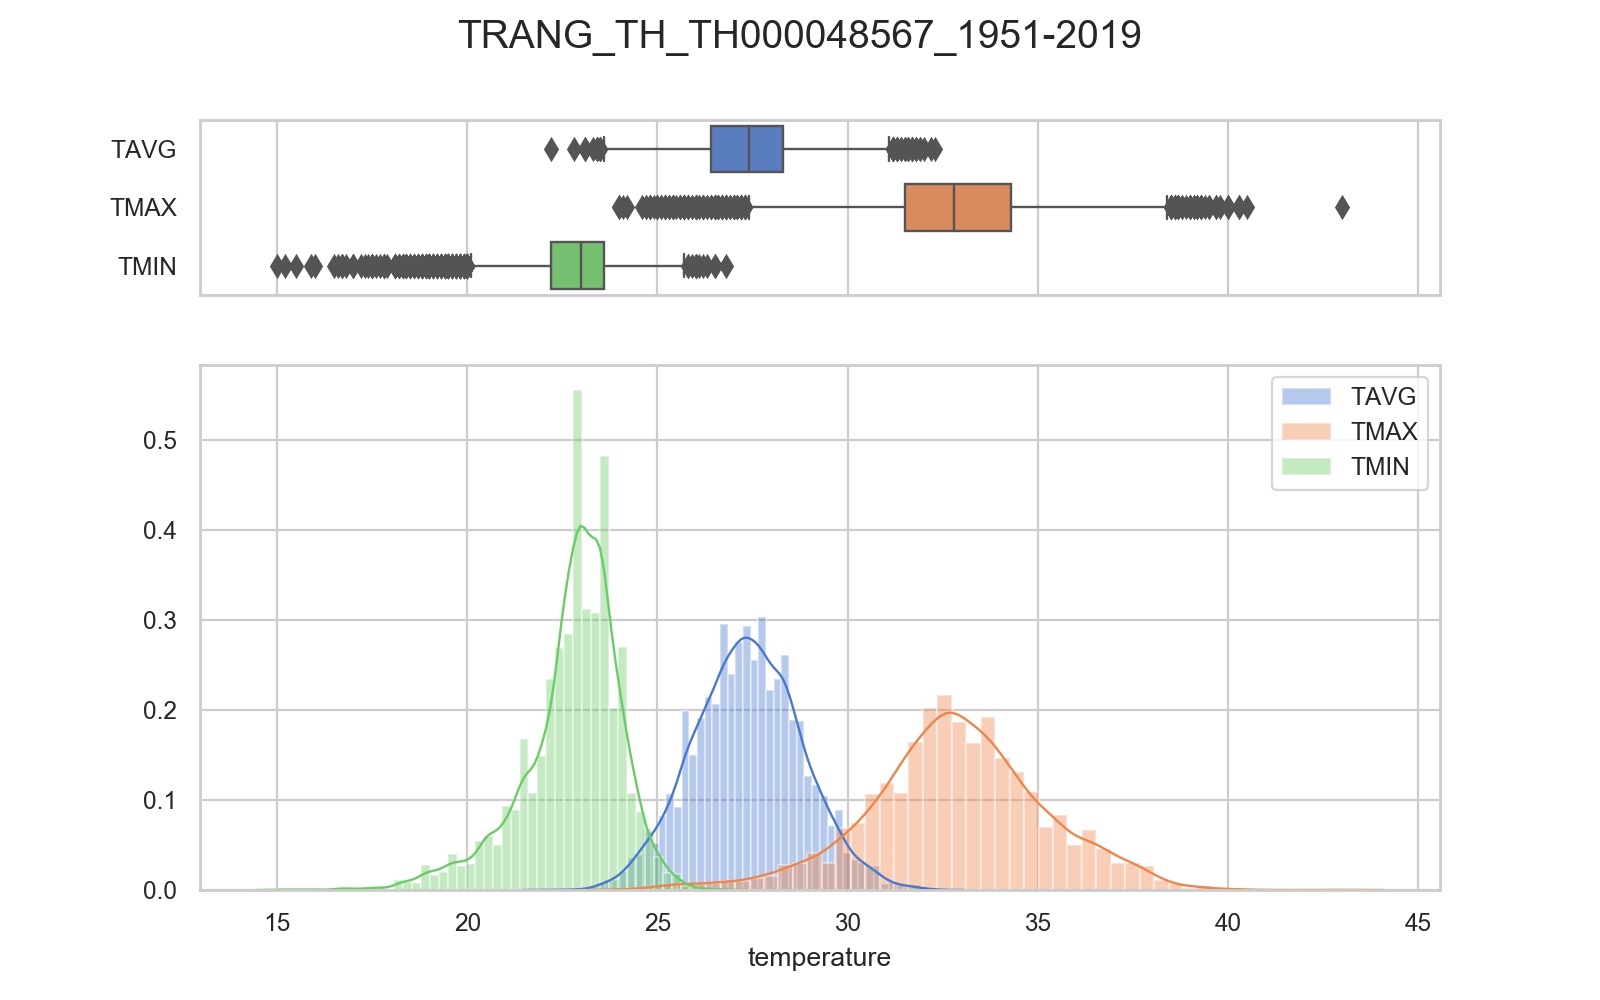 TRANG_TH_TH000048567_1951-2019
TAVG
TMAX
TMIN
TAVG
TMAX
TMIN
0.5
0.4
0.3
0.2
0.1
0.0
15 20 25 30 35 40 45
temperature